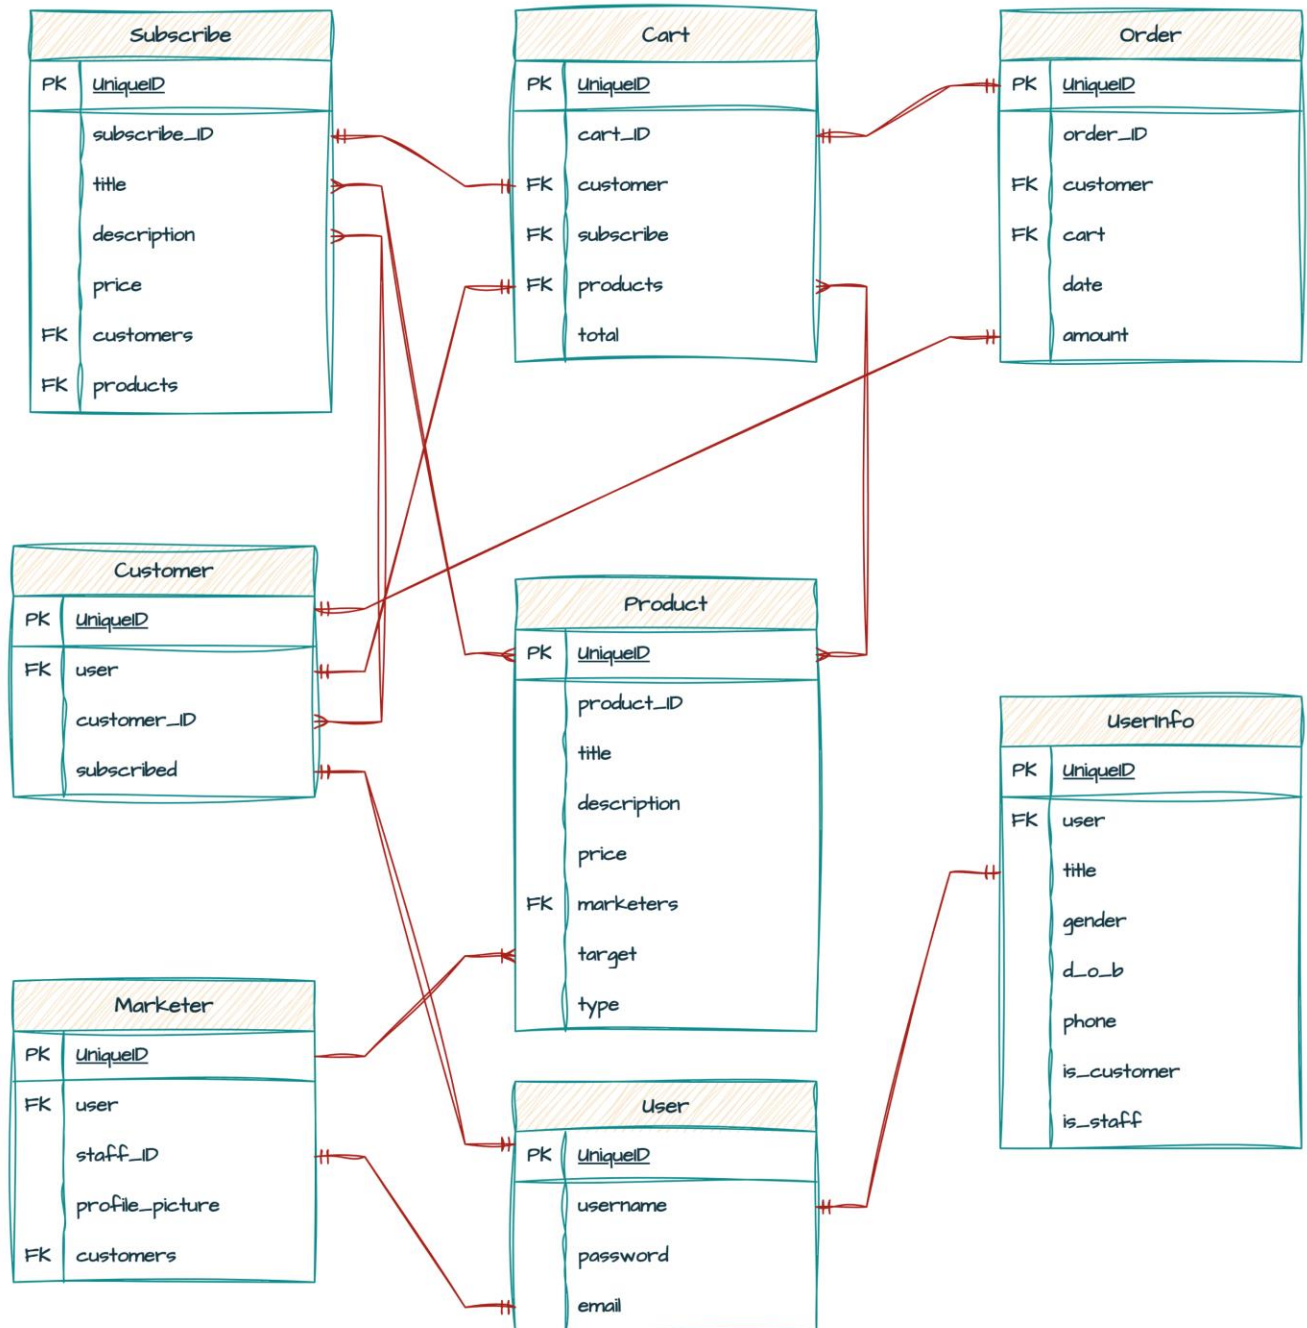 Subscribe
PK UniqueID
subscribe_ID
title
description
price
FK customers
FK products
Cart
PK UniqueID
cart_ID
FK customer
FK subscribe
FK products
total
Order
PK UniqueID
order_ID
FK customer
FK cart
date
amount
Customer
PK UniqueID
FK user
customer_ID
subscribed
Product
PK UniqueID
product_ID
title
description
price
FK marketers
target
type
UserInfo
PK UniqueID
FK user
title
gender
d_o_b
phone
is_customer
is_staff
Marketer
PK UniqueID
FK user
staff_ID
profile_picture
FK customers
User
PK UniqueID
username
password
email